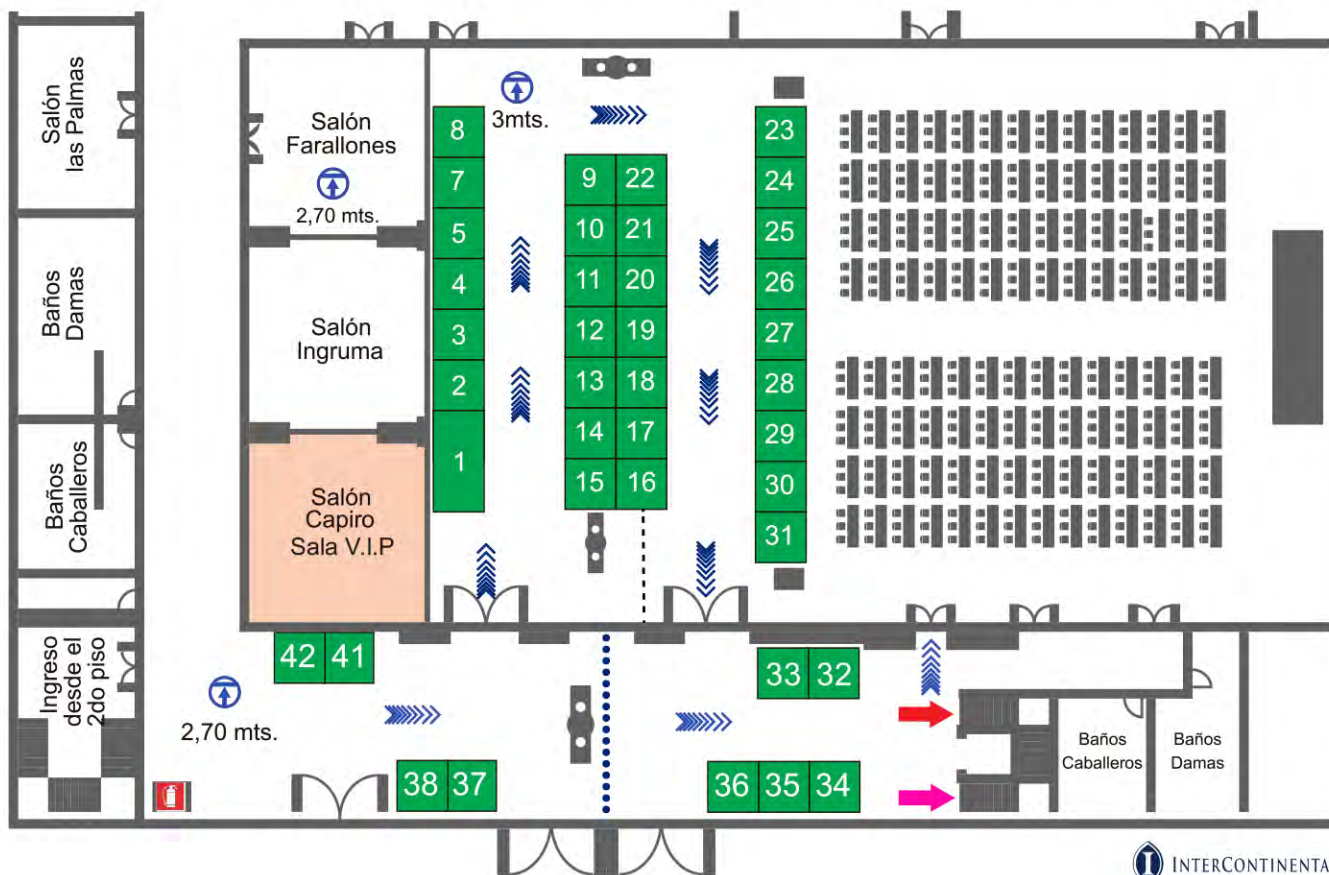 Salón
las Palmas
Baños
Damas
Baños
Caballeros
Ingreso
desde el
2do piso
Salón
Farallones
2,70 mts.
Salón
Ingruma
Salón
Capiro
Sala V.I.P
3mts.
8
7
5
4
3
2
1
9 22
10 21
11 20
12 19
13 18
14 17
15 16
23
24
25
26
27
28
29
30
31
42 41
33 32
2,70 mts.
38 37
36 35 34
Baños
Caballeros
Baños
Damas
INTERCONTINENTA